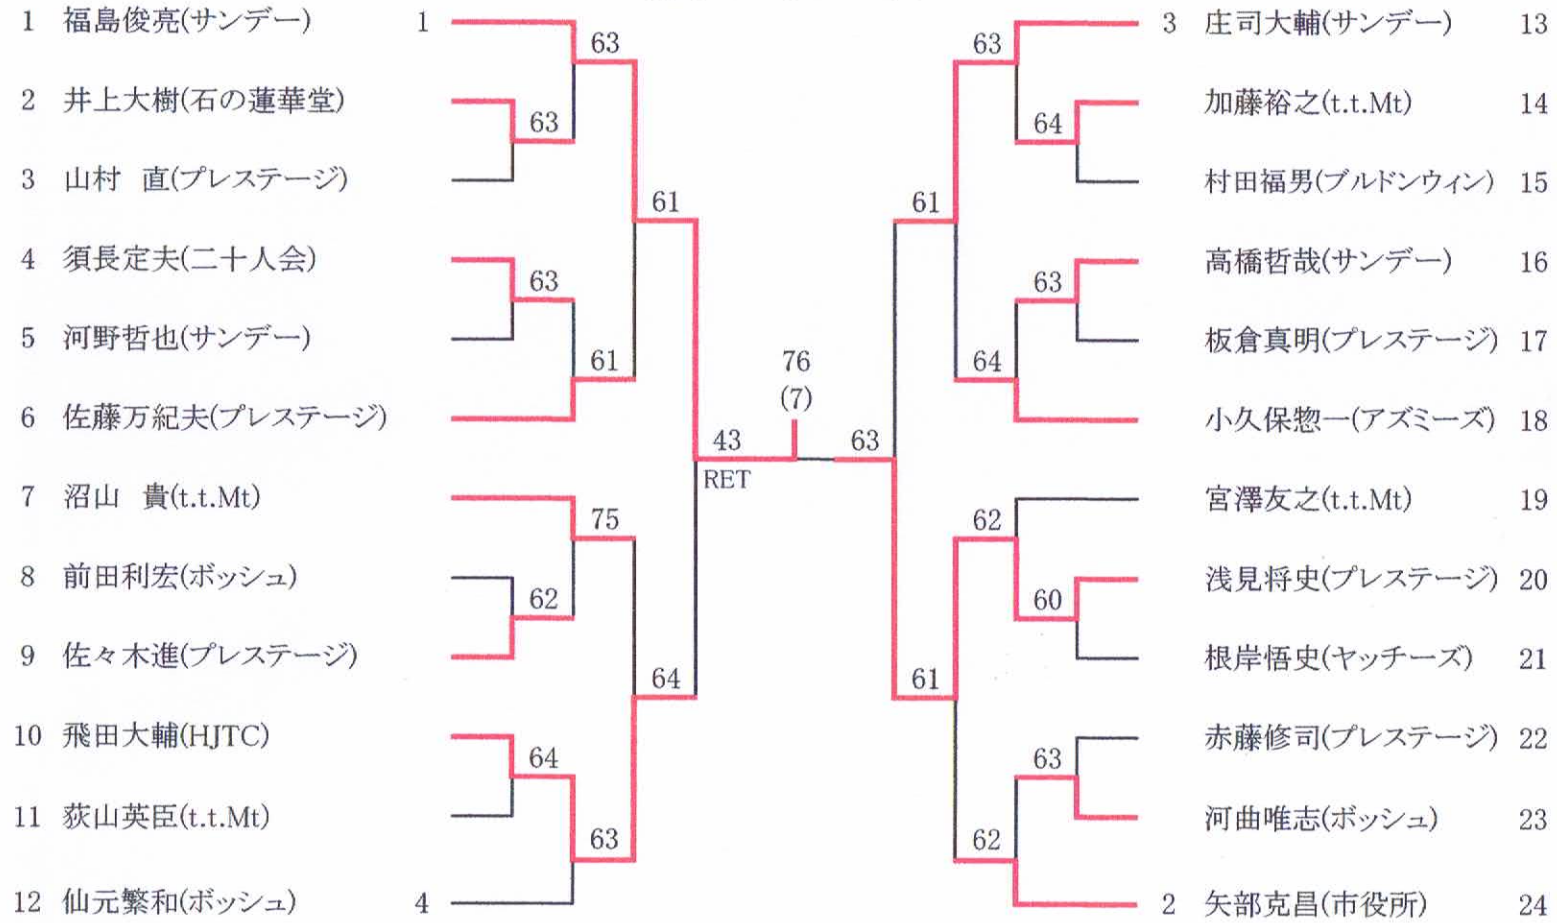 1 福島俊亮(サンデー) 1
2 井上大樹(石の蓮華堂)
3 山村 直(プレステージ)
4 須長定夫(二十人会)
5 河野哲也(サンデー)
6 佐藤万紀夫(プレステージ)
7 沼山 貴(t.t.Mt)
8 前田利宏(ボッシュ)
9 佐々木進(プレステージ)
10 飛田大輔(HJTC)
11 荻山英臣(t.t.Mt)
12 仙元繁和(ボッシュ) 4
63
63
63
61
75
62
64
63
61
64
43
RET
76
(7)
63
61
61
63
64
62
62
64
63
60
63
3 庄司大輔(サンデー) 13
加藤裕之(t.t.Mt) 14
村田福男(ブルドンウィン) 15
高橋哲哉(サンデー) 16
板倉真明(プレステージ) 17
小久保惣一(アズミーズ) 18
宮澤友之(t.t.Mt) 19
浅見将史(プレステージ) 20
根岸悟史(ヤッチーズ) 21
赤藤修司(プレステージ) 22
河曲唯志(ボッシュ) 23
2 矢部克昌(市役所) 24